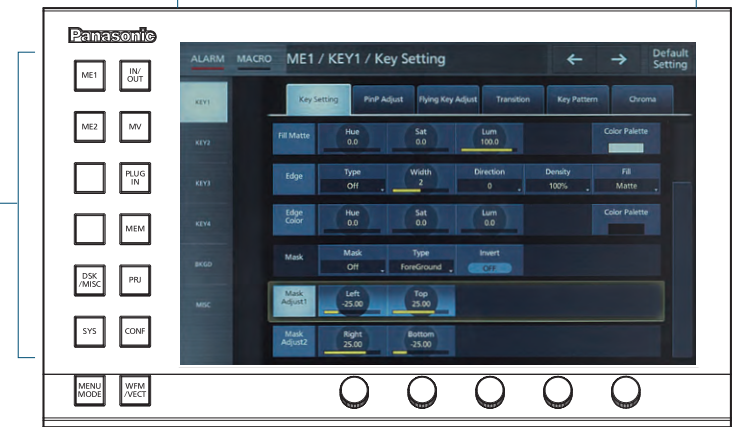 Panasonic
ME1
IN/
OUT
ME2
MV
PLUG
IN
MEM
DSK
/MISC
PRJ
SYS
CONF
MENU
MODE
WFM
/VECT
ALARM MACRO ME1 / KEY1 / Key Setting ← → Default
Setting
KEY1
KEY2
KEY3
KEY4
BKGD
MISC
Key Setting PinP Adjust Flying Key Adjust Transition Key Pattern Chroma
Fill Matte Hue 0.0 Sat 0.0 Lum 100.0 Color Palette
Edge Type Off Width 2 Direction 0 Density 100% Fill Matte
Edge
Color Hue 0.0 Sat 0.0 Lum 0.0 Color Palette
Mask Mask Off Type ForeGround Invert OFF
Mask
Adjust1 Left -25.00 Top 25.00
Mask
Adjust2 Right 25.00 Bottom -25.00